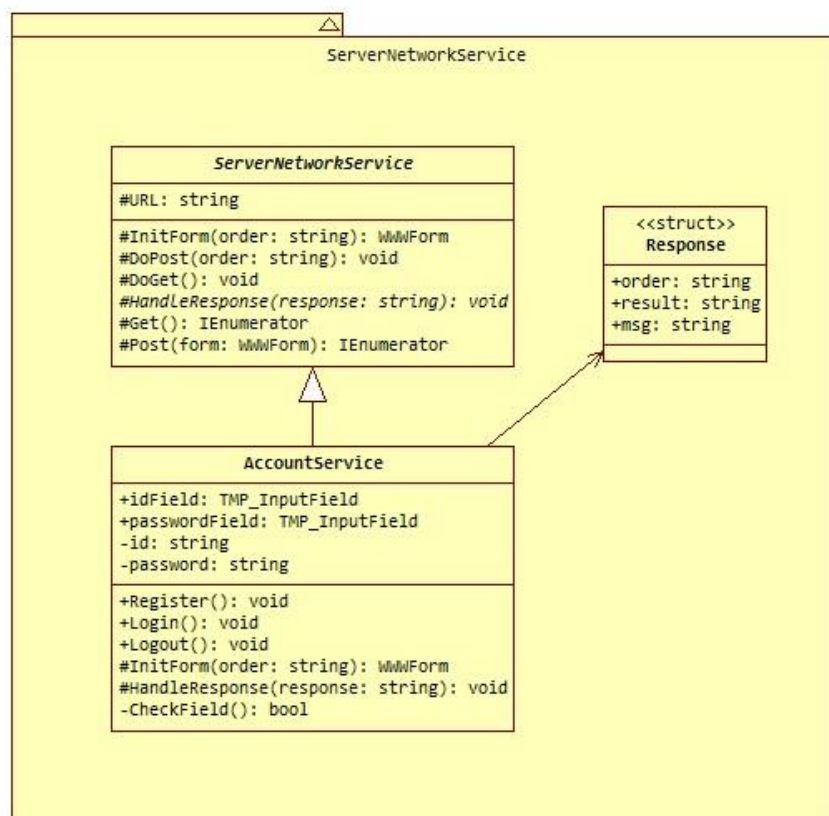 ServerNetworkService
ServerNetworkService
#URL: string
#InitForm(order: string): WWWForm
#DoPost(order: string): void
#DoGet(): void
#HandleResponse(response: string): void
#Get(): IEnumerator
#Post(form: WWWForm): IEnumerator
<<struct>>
Response
+order: string
+result: string
+msg: string
AccountService
+idField: TMP_InputField
+passwordField: TMP_InputField
-id: string
-password: string
+Register(): void
+Login(): void
+Logout(): void
#InitForm(order: string): WWWForm
#HandleResponse(response: string): void
-CheckField(): bool